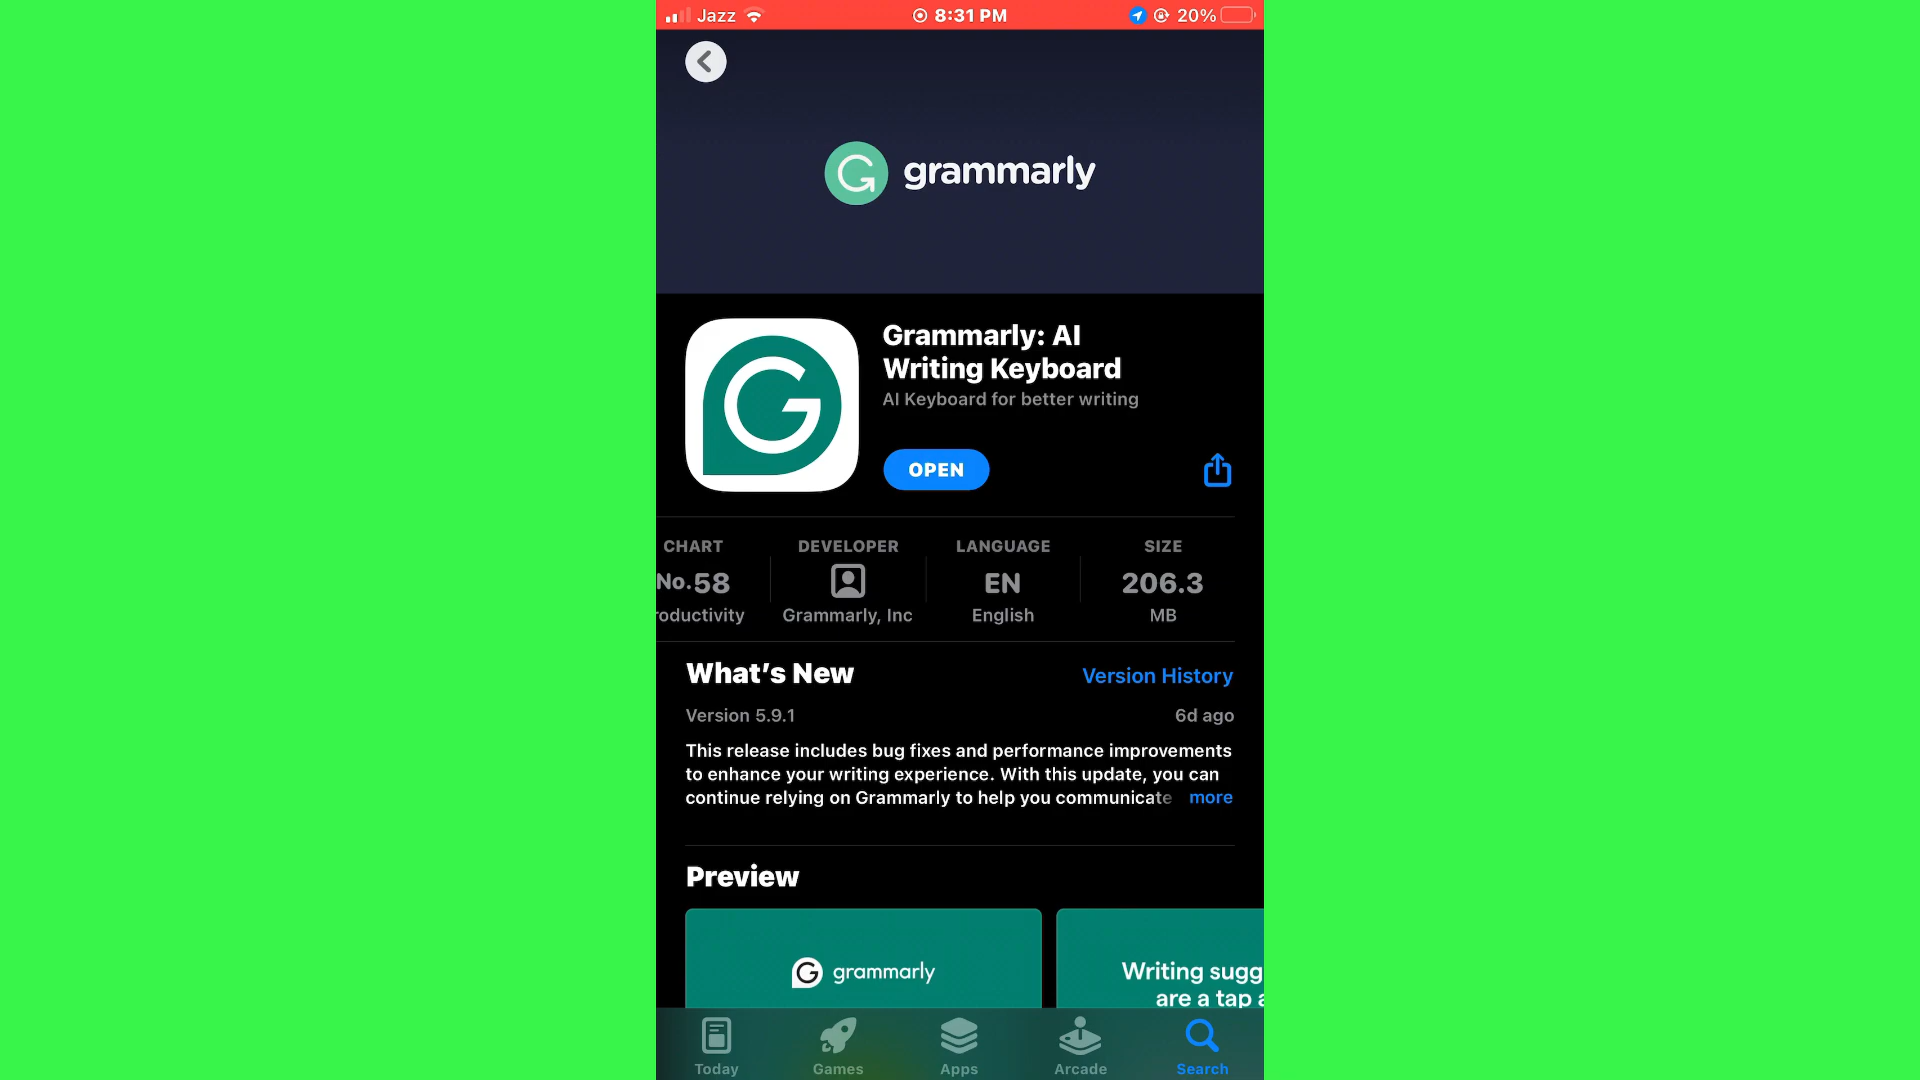 Jazz 8:31 PM 20%
grammarly
Grammarly: AI
Writing Keyboard
AI Keyboard for better writing
OPEN
CHART DEVELOPER LANGUAGE SIZE
No.58 EN 206.3
roductivity Grammarly, Inc English MB
What's New Version History
Version 5.9.1 6d ago
This release includes bug fixes and performance improvements
to enhance your writing experience. With this update, you can
continue relying on Grammarly to help you communicate more
Preview
grammarly
Writing sugg
are a tap a
Today Games Apps Arcade Search